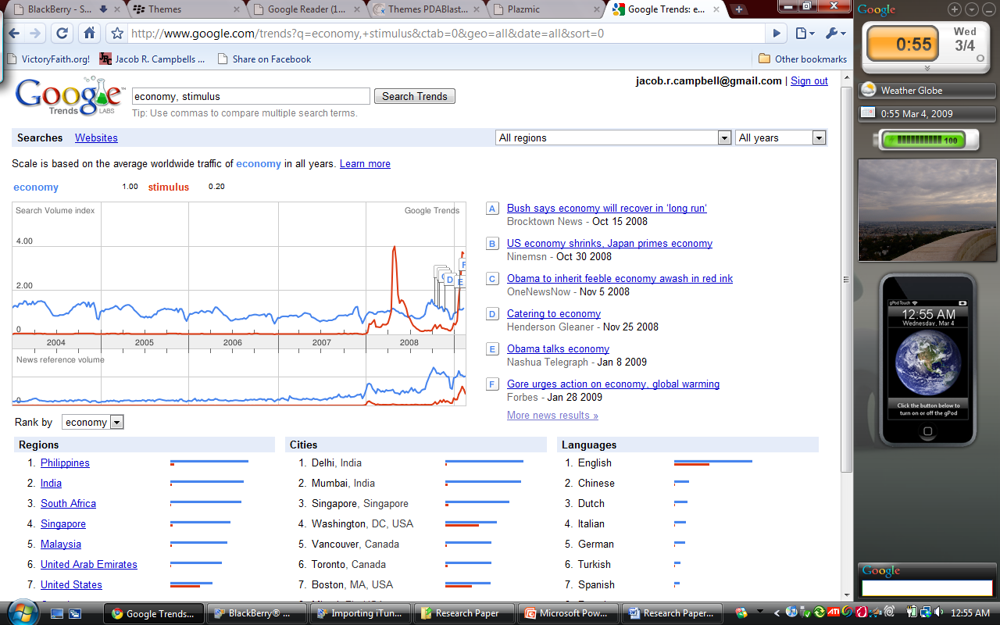 BlackBerry - S...
Themes
Google Reader (1...
Themes PDABlast...
Plazmic
Google Trends: e...
http://www.google.com/trends?q=economy,+stimulus&ctab=0&geo=all&date=all&sort=0
VictoryFaith.org!
Jacob R. Campbells ...
Share on Facebook
Other bookmarks
jacob.r.campbell@gmail.com | Sign out
Google
Trends LABS
economy, stimulus
Search Trends
Tip: Use commas to compare multiple search terms.
Searches Websites
All regions
All years
Scale is based on the average worldwide traffic of economy in all years. Learn more
economy 1.00 stimulus 0.20
Search Volume index
Google Trends
4.00
2.00
0
D
E
F
2004 2005 2006 2007 2008
News reference volume
0
A Bush says economy will recover in 'long run'
Brocktown News - Oct 15 2008
B US economy shrinks, Japan primes economy
Ninemsn - Oct 30 2008
C Obama to inherit feeble economy awash in red ink
OneNewsNow - Nov 5 2008
D Catering to economy
Henderson Gleaner - Nov 25 2008
E Obama talks economy
Nashua Telegraph - Jan 8 2009
F Gore urges action on economy, global warming
Forbes - Jan 28 2009
More news results »
Rank by economy
Regions
1. Philippines
2. India
3. South Africa
4. Singapore
5. Malaysia
6. United Arab Emirates
7. United States
Cities
1. Delhi, India
2. Mumbai, India
3. Singapore, Singapore
4. Washington, DC, USA
5. Vancouver, Canada
6. Toronto, Canada
7. Boston, MA, USA
Languages
1. English
2. Chinese
3. Dutch
4. Italian
5. German
6. Turkish
7. Spanish
Google
0:55
Wed
3/4
Weather Globe
0:55 Mar 4, 2009
100
gPod Touch
12:55 AM
Wednesday, Mar 4
Click the button below to
turn on or off the gPod
Google
Google Trends...
BlackBerry® ...
Importing iTun...
Research Paper
Microsoft Pow...
Research Paper...
ATI
12:55 AM